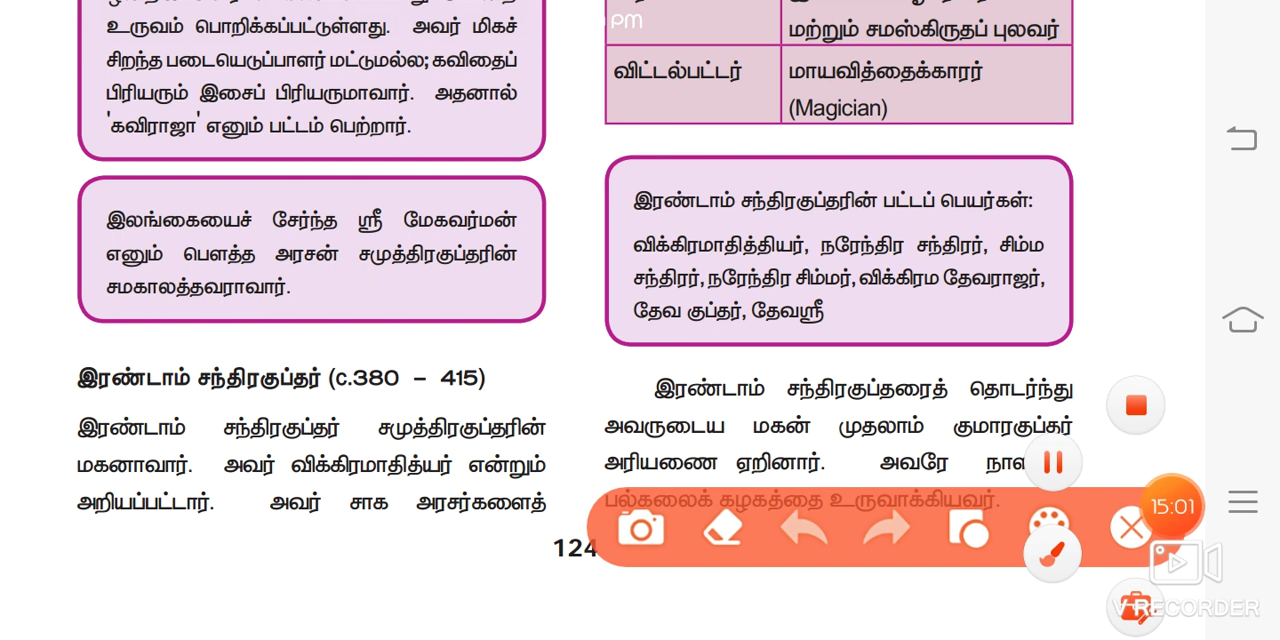 உருவம் பொறிக்கப்பட்டுள்ளது. அவர் மிகச்
சிறந்த படையெடுப்பாளர் மட்டுமல்ல; கவிதைப்
பிரியரும் இசைப் பிரியருமாவார். அதனால்
'கவிராஜா' எனும் பட்டம் பெற்றார்.
இலங்கையைச் சேர்ந்த ஸ்ரீ மேகவர்மன்
எனும் பௌத்த அரசன் சமுத்திரகுப்தரின்
சமகாலத்தவராவார்.
இரண்டாம் சந்திரகுப்தர் (c.380 – 415)
இரண்டாம் சந்திரகுப்தர் சமுத்திரகுப்தரின்
மகனாவார். அவர் விக்கிரமாதித்யர் என்றும்
அறியப்பட்டார். அவர் சாக அரசர்களைத்
pm
மற்றும் சமஸ்கிருதப் புலவர்
விட்டல்பட்டர் மாயவித்தைக்காரர்
(Magician)
இரண்டாம் சந்திரகுப்தரின் பட்டப் பெயர்கள்:
விக்கிரமாதித்தியர், நரேந்திர சந்திரர், சிம்ம
சந்திரர், நரேந்திர சிம்மர், விக்கிரம தேவராஜர்,
தேவ குப்தர், தேவஸ்ரீ
இரண்டாம் சந்திரகுப்தரைத் தொடர்ந்து
அவருடைய மகன் முதலாம் குமாரகுப்தர்
அரியணை ஏறினார். அவரே
பல்கலைக் கழகத்தை உருவாக்கியவர்.
124
15:01
V RECORDER